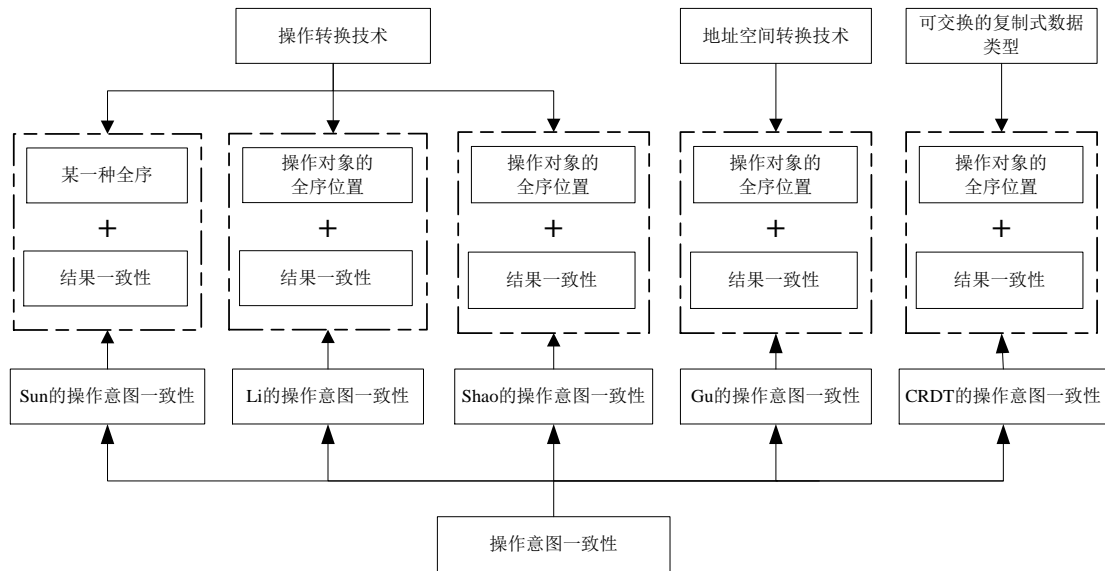 操作转换技术
地址空间转换技术
可交换的复制式数据
类型
某一种全序
+
结果一致性
操作对象的
全序位置
+
结果一致性
操作对象的
全序位置
+
结果一致性
操作对象的
全序位置
+
结果一致性
操作对象的
全序位置
+
结果一致性
Sun的操作意图一致性
Li的操作意图一致性
Shao的操作意图一致性
Gu的操作意图一致性
CRDT的操作意图一致性
操作意图一致性